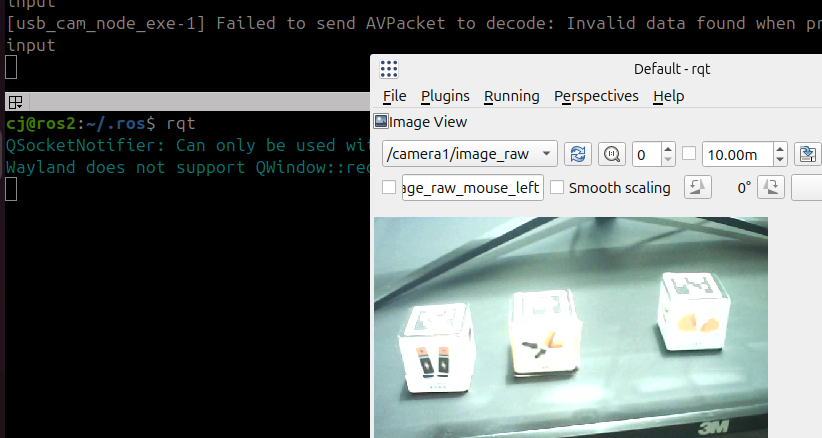 input
[usb_cam_node_exe-1] Failed to send AVPacket to decode: Invalid data found when pr
input
cj@ros2:~/.ros$ rqt
QSocketNotifier: Can only be used wi
Wayland does not support QWindow::re
Default - rqt
File Plugins Running Perspectives Help
Image View
/camera1/image_raw 0 10.00m
age_raw_mouse_left Smooth scaling 0°
3M